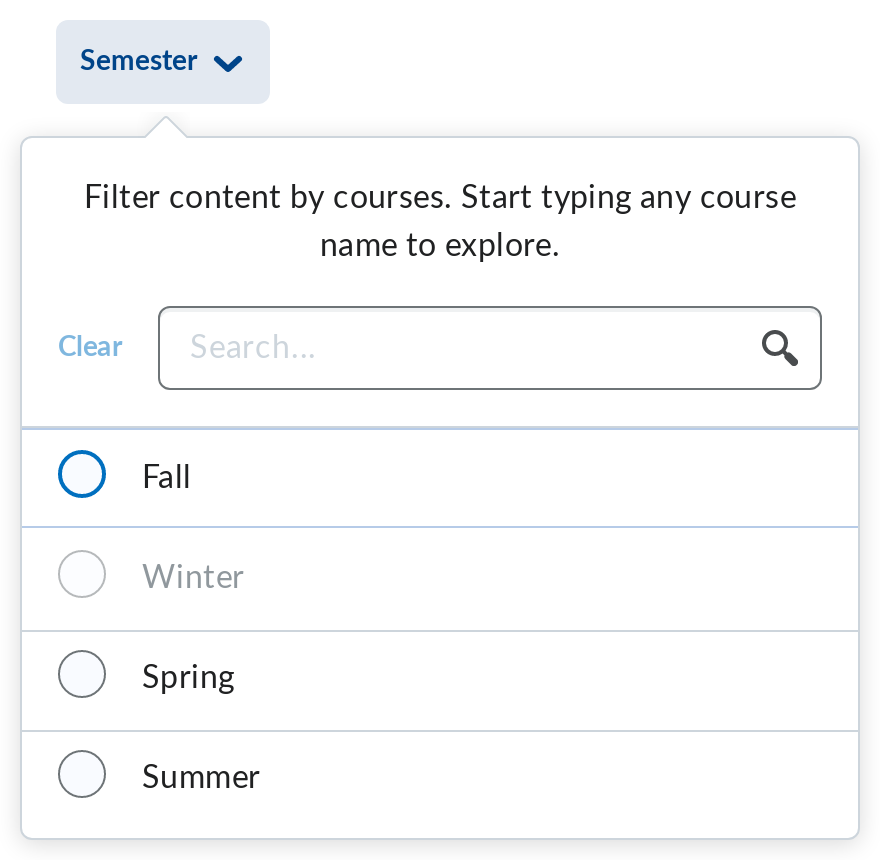 Semester
Filter content by courses. Start typing any course
name to explore.
Clear
Search...
Fall
Winter
Spring
Summer